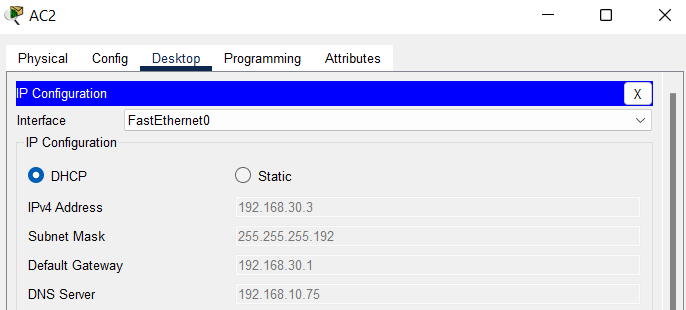 AC2
Physical Config Desktop Programming Attributes
IP Configuration X
Interface FastEthernet0
IP Configuration
DHCP Static
IPv4 Address 192.168.30.3
Subnet Mask 255.255.255.192
Default Gateway 192.168.30.1
DNS Server 192.168.10.75